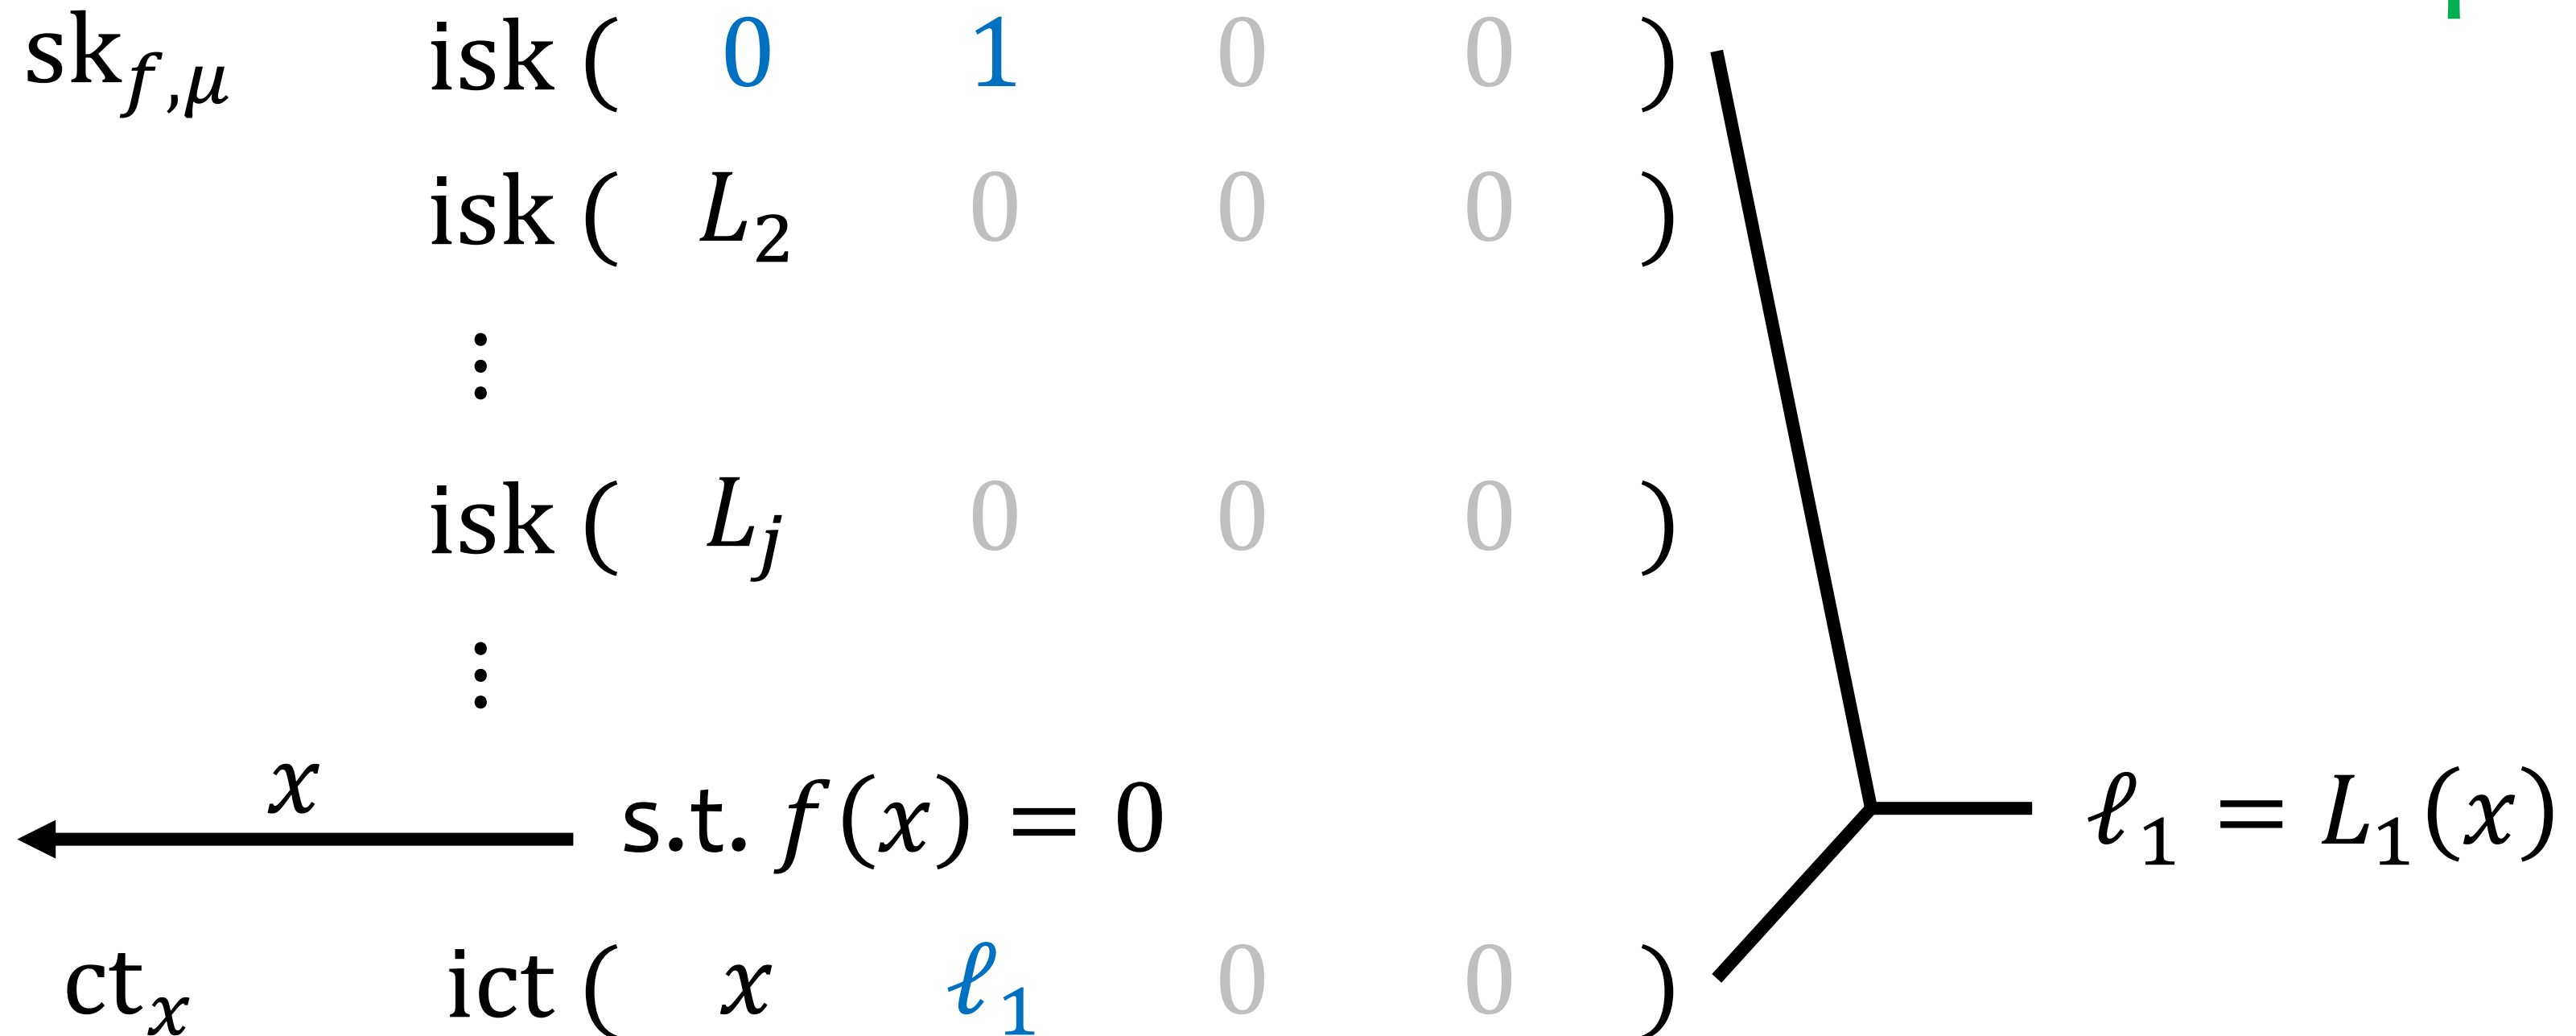 sk_{f,μ} isk ( 0 1 0 0 )
isk ( L_2 0 0 0 )
⋮
isk ( L_j 0 0 0 )
⋮
x s.t. f(x) = 0 ℓ_1 = L_1(x)
ct_x ict ( x ℓ_1 0 0 )